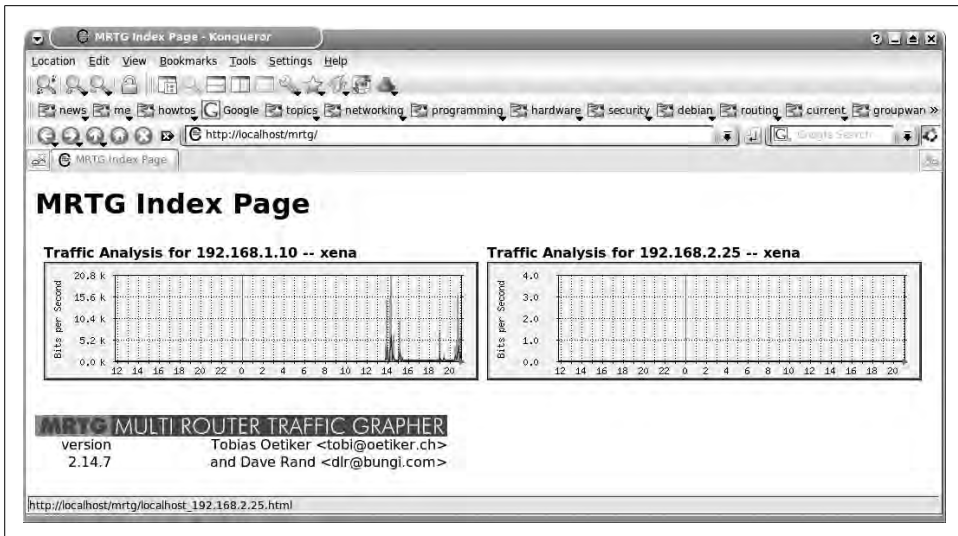 MRTG Index Page - Konqueror
Location Edit View Bookmarks Tools Settings Help
news me howtos Google topics networking programming hardware security debian routing current groupwan »
http://localhost/mrtg/
MRTG Index Page
MRTG Index Page
Traffic Analysis for 192.168.1.10 -- xena
Bits per Second
20.8 k
15.6 k
10.4 k
5.2 k
0.0 k
12 14 16 18 20 22 0 2 4 6 8 10 12 14 16 18 20
Traffic Analysis for 192.168.2.25 -- xena
Bits per Second
4.0
3.0
2.0
1.0
0.0
12 14 16 18 20 22 0 2 4 6 8 10 12 14 16 18 20
MRTG MULTI ROUTER TRAFFIC GRAPHER
version Tobias Oetiker <tobi@oetiker.ch>
2.14.7 and Dave Rand <dlr@bungi.com>
http://localhost/mrtg/localhost_192.168.2.25.html